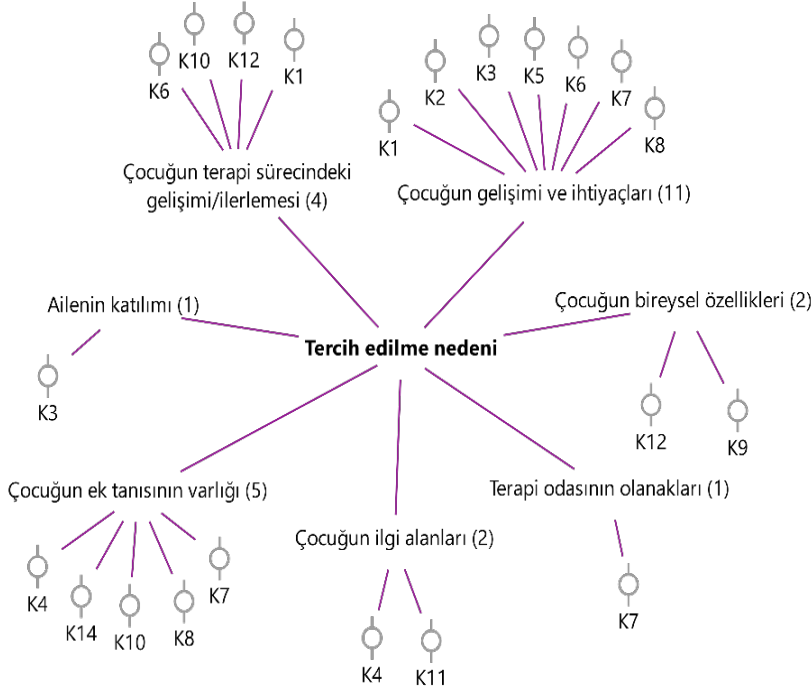 K6
K10
K12
K1
Çocuğun terapi sürecindeki
gelişimi/ilerlemesi (4)
K1
K2
K3
K5
K6
K7
K8
Çocuğun gelişimi ve ihtiyaçları (11)
Ailenin katılımı (1)
K3
Tercih edilme nedeni
Çocuğun bireysel özellikleri (2)
K12
K9
Çocuğun ek tanısının varlığı (5)
K4
K14
K10
K8
K7
Çocuğun ilgi alanları (2)
K4
K11
Terapi odasının olanakları (1)
K7